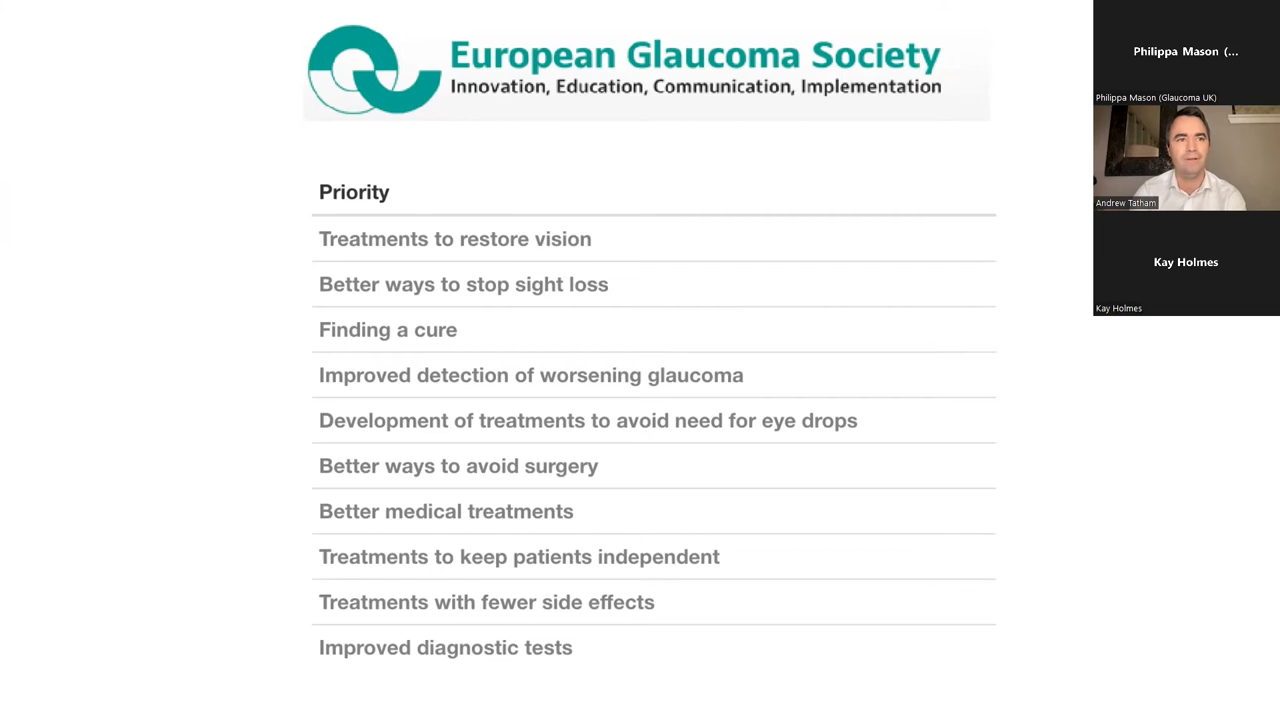 European Glaucoma Society
Innovation, Education, Communication, Implementation
Priority
Treatments to restore vision
Better ways to stop sight loss
Finding a cure
Improved detection of worsening glaucoma
Development of treatments to avoid need for eye drops
Better ways to avoid surgery
Better medical treatments
Treatments to keep patients independent
Treatments with fewer side effects
Improved diagnostic tests
Philippa Mason (...
Philippa Mason (Glaucoma UK)
Andrew Tatham
Kay Holmes
Kay Holmes